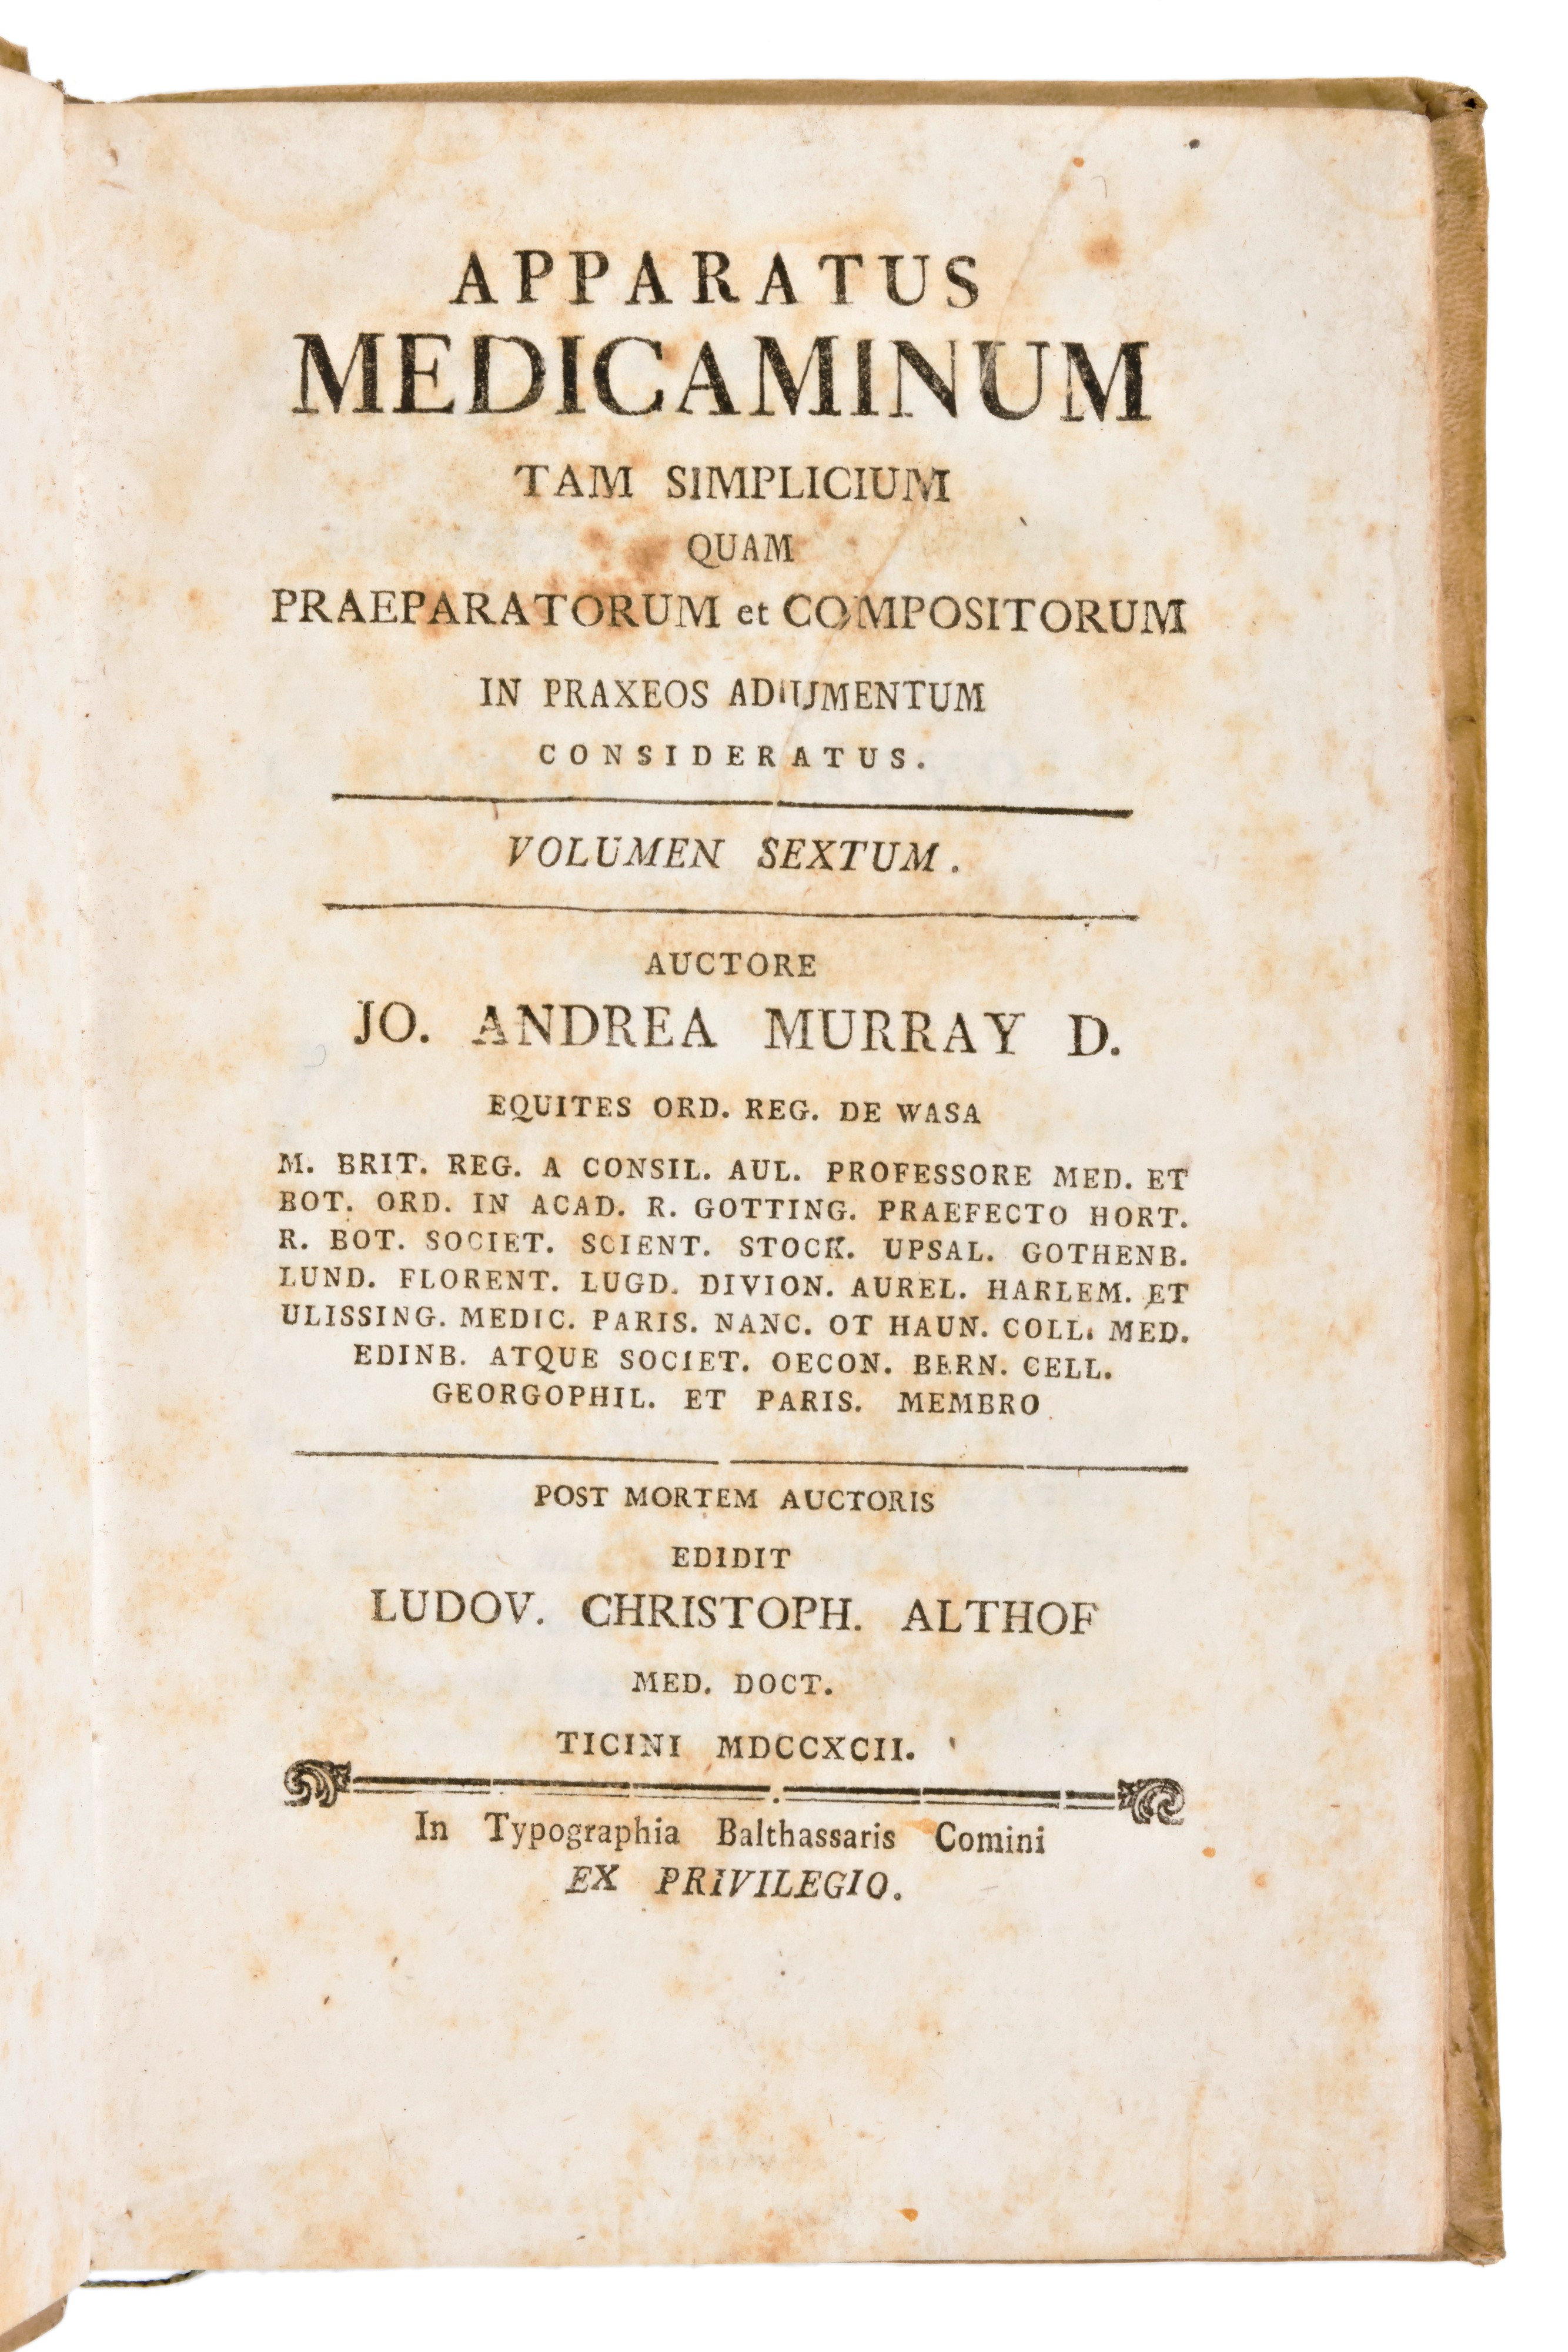 APPARATUS
MEDICAMINUM
TAM SIMPLICIUM
QUAM
PRAEPARATORUM et COMPOSITORUM
IN PRAXEOS ADIUMENTUM
CONSIDERATUS.
VOLUMEN SEXTUM.
AUCTORE
JO. ANDREA MURRAY D.
EQUITES ORD. REG. DE WASA
M. BRIT. REG. A CONSIL. AUL. PROFESSORE MED. ET
BOT. ORD. IN ACAD. R. GOTTING. PRAEFECTO HORT.
R. BOT. SOCIET. SCIENT. STOCK. UPSAL. GOTHENB.
LUND. FLORENT. LUGD. DIVION. AUREL. HARLEM. ET
ULISSING. MEDIC. PARIS. NANC. OT HAUN. COLL. MED.
EDINB. ATQUE SOCIET. OECON. BERN. CELL.
GEORGOPHIL. ET PARIS. MEMBRO
POST MORTEM AUCTORIS
EDIDIT
LUDOV. CHRISTOPH. ALTHOF
MED. DOCT.
TICINI MDCCXCII.
In Typographia Balthassaris Comini
EX PRIVILEGIO.